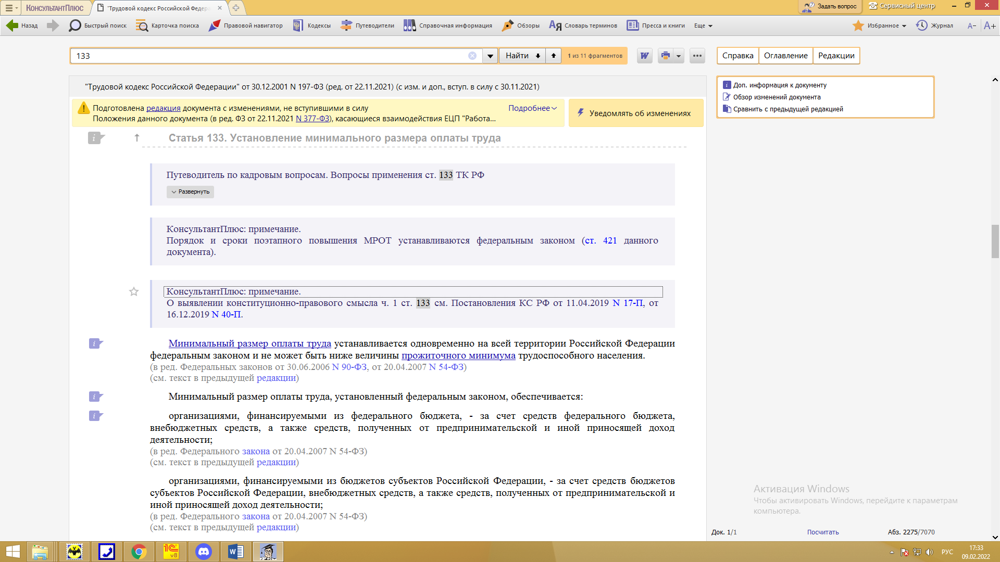 КонсультантПлюс
"Трудовой кодекс Российской Федера
Задать вопрос
Сервисный центр
Назад
Быстрый поиск
Карточка поиска
Правовой навигатор
Кодексы
Путеводители
Справочная информация
Обзоры
Словарь терминов
Пресса и книги
Еще
Избранное
Журнал
А-
А+
133
Найти
1 из 11 фрагментов
Справка
Оглавление
Редакции
"Трудовой кодекс Российской Федерации" от 30.12.2001 N 197-ФЗ (ред. от 22.11.2021) (с изм. и доп., вступ. в силу с 30.11.2021)
Доп. информация к документу
Обзор изменений документа
Сравнить с предыдущей редакцией
Подготовлена редакция документа с изменениями, не вступившими в силу
Подробнее
Положения данного документа (в ред. ФЗ от 22.11.2021 N 377-ФЗ), касающиеся взаимодействия ЕЦП "Работа...
Уведомлять об изменениях
Статья 133. Установление минимального размера оплаты труда
Путеводитель по кадровым вопросам. Вопросы применения ст. 133 ТК РФ
Развернуть
КонсультантПлюс: примечание.
Порядок и сроки поэтапного повышения МРОТ устанавливаются федеральным законом (ст. 421 данного
документа).
КонсультантПлюс: примечание.
О выявлении конституционно-правового смысла ч. 1 ст. 133 см. Постановления КС РФ от 11.04.2019 N 17-П, от
16.12.2019 N 40-П.
Минимальный размер оплаты труда устанавливается одновременно на всей территории Российской Федерации
федеральным законом и не может быть ниже величины прожиточного минимума трудоспособного населения.
(в ред. Федеральных законов от 30.06.2006 N 90-ФЗ, от 20.04.2007 N 54-ФЗ)
(см. текст в предыдущей редакции)
Минимальный размер оплаты труда, установленный федеральным законом, обеспечивается:
организациями, финансируемыми из федерального бюджета, - за счет средств федерального бюджета,
внебюджетных средств, а также средств, полученных от предпринимательской и иной приносящей доход
деятельности;
(в ред. Федерального закона от 20.04.2007 N 54-ФЗ)
(см. текст в предыдущей редакции)
организациями, финансируемыми из бюджетов субъектов Российской Федерации, - за счет средств бюджетов
субъектов Российской Федерации, внебюджетных средств, а также средств, полученных от предпринимательской и
иной приносящей доход деятельности;
(в ред. Федерального закона от 20.04.2007 N 54-ФЗ)
(см. текст в предыдущей редакции)
Активация Windows
Чтобы активировать Windows, перейдите к параметрам
компьютера.
Док. 1/1
Посчитать
Абз. 2275/7070
РУС
17:33
09.02.2022